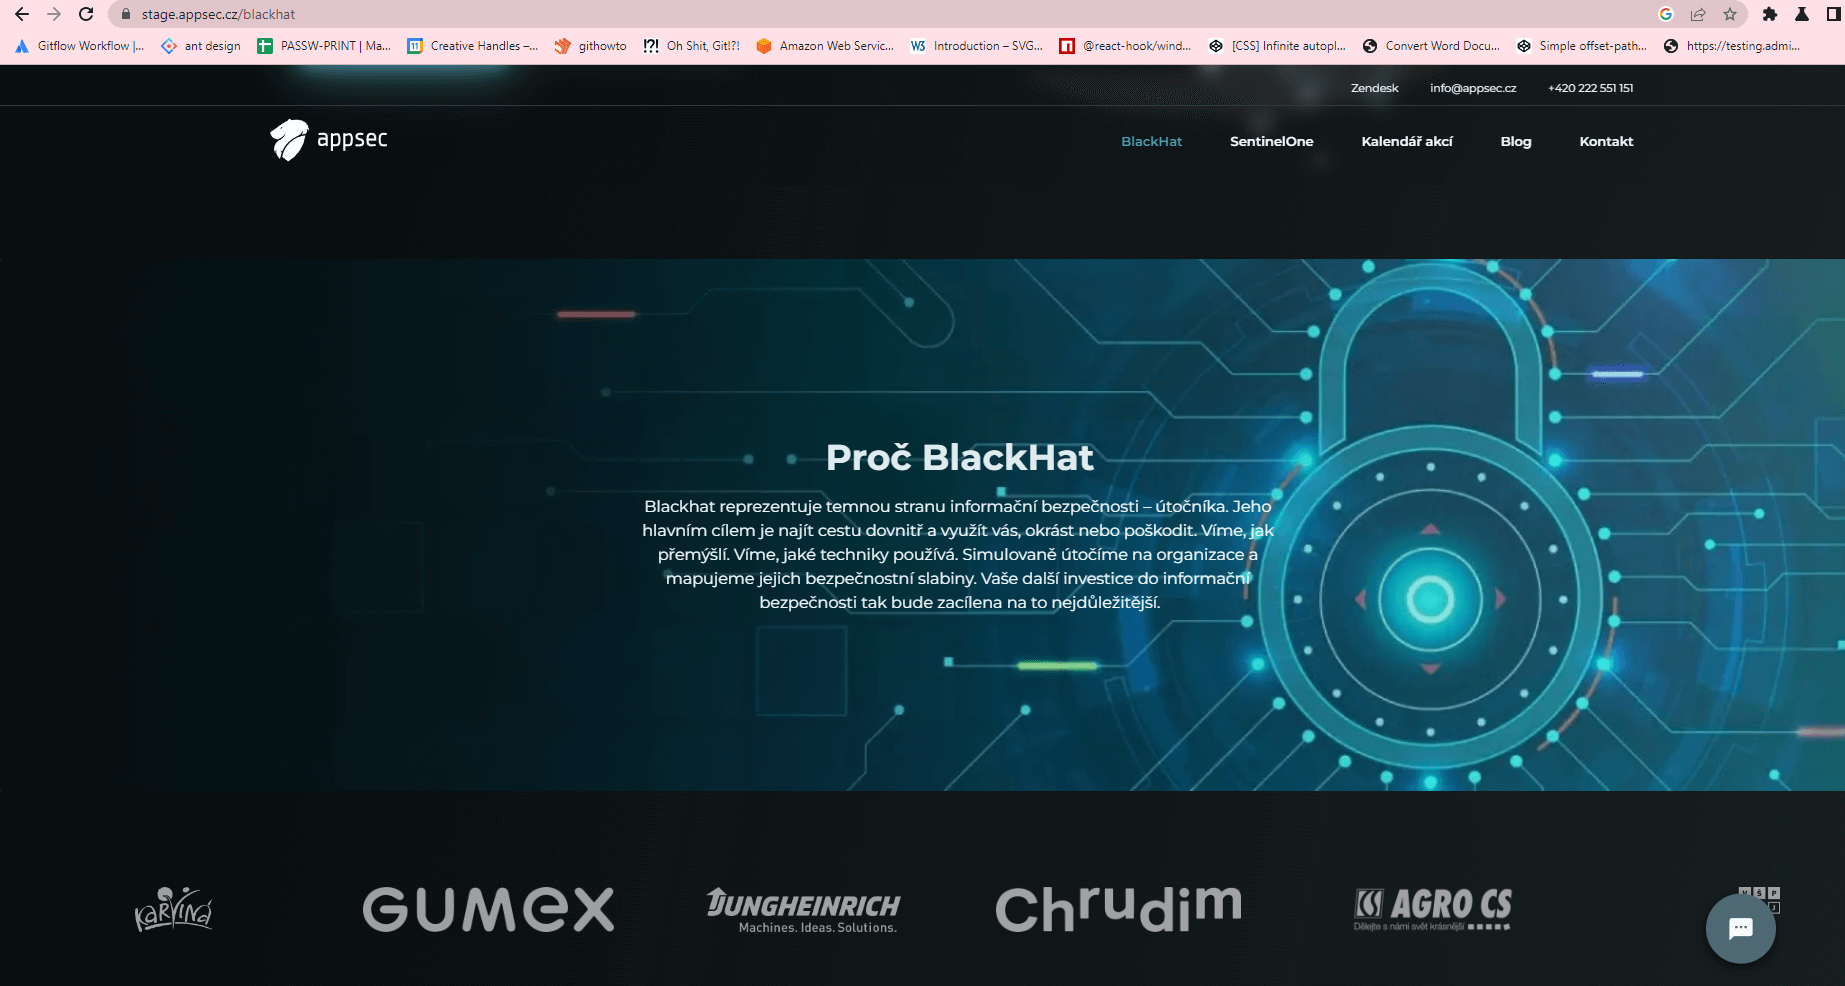 stage.appsec.cz/blackhat
Gitflow Workflow |...
ant design
PASSW-PRINT | Ma...
11
Creative Handles –...
githowto
?!
Oh Shit, Git!?!
Amazon Web Servic...
W3
Introduction – SVG...
@react-hook/wind...
[CSS] Infinite autopl...
Convert Word Docu...
Simple offset-path...
https://testing.admi...
Zendesk
info@appsec.cz
+420 222 551 151
appsec
BlackHat
SentinelOne
Kalendář akcí
Blog
Kontakt
Proč BlackHat
Blackhat reprezentuje temnou stranu informační bezpečnosti – útočníka. Jeho
hlavním cílem je najít cestu dovnitř a využít vás, okrást nebo poškodit. Víme, jak
přemýšlí. Víme, jaké techniky používá. Simulovaně útočíme na organizace a
mapujeme jejich bezpečnostní slabiny. Vaše další investice do informační
bezpečnosti tak bude zacílena na to nejdůležitější.
KARVINÁ
GUMEX
JUNGHEINRICH
Machines. Ideas. Solutions.
Chrudim
AGRO CS
Dělejte s námi svět krásnější
V Š P
J